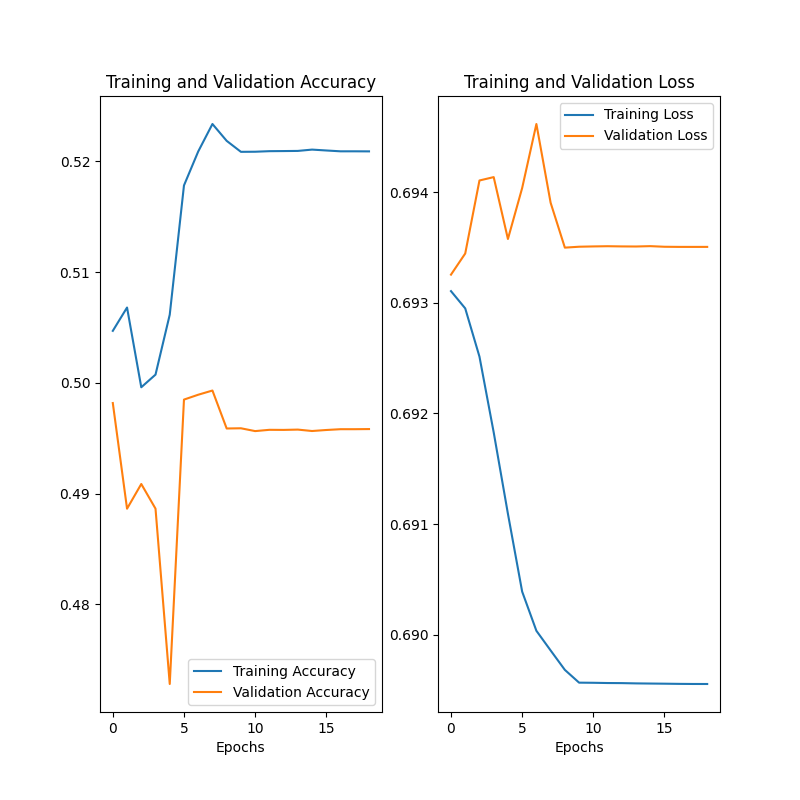 Training and Validation Accuracy
0.52
0.51
0.50
0.49
0.48
Training Accuracy
Validation Accuracy
0
5
10
15
Epochs
Training and Validation Loss
Training Loss
Validation Loss
0.694
0.693
0.692
0.691
0.690
0
5
10
15
Epochs